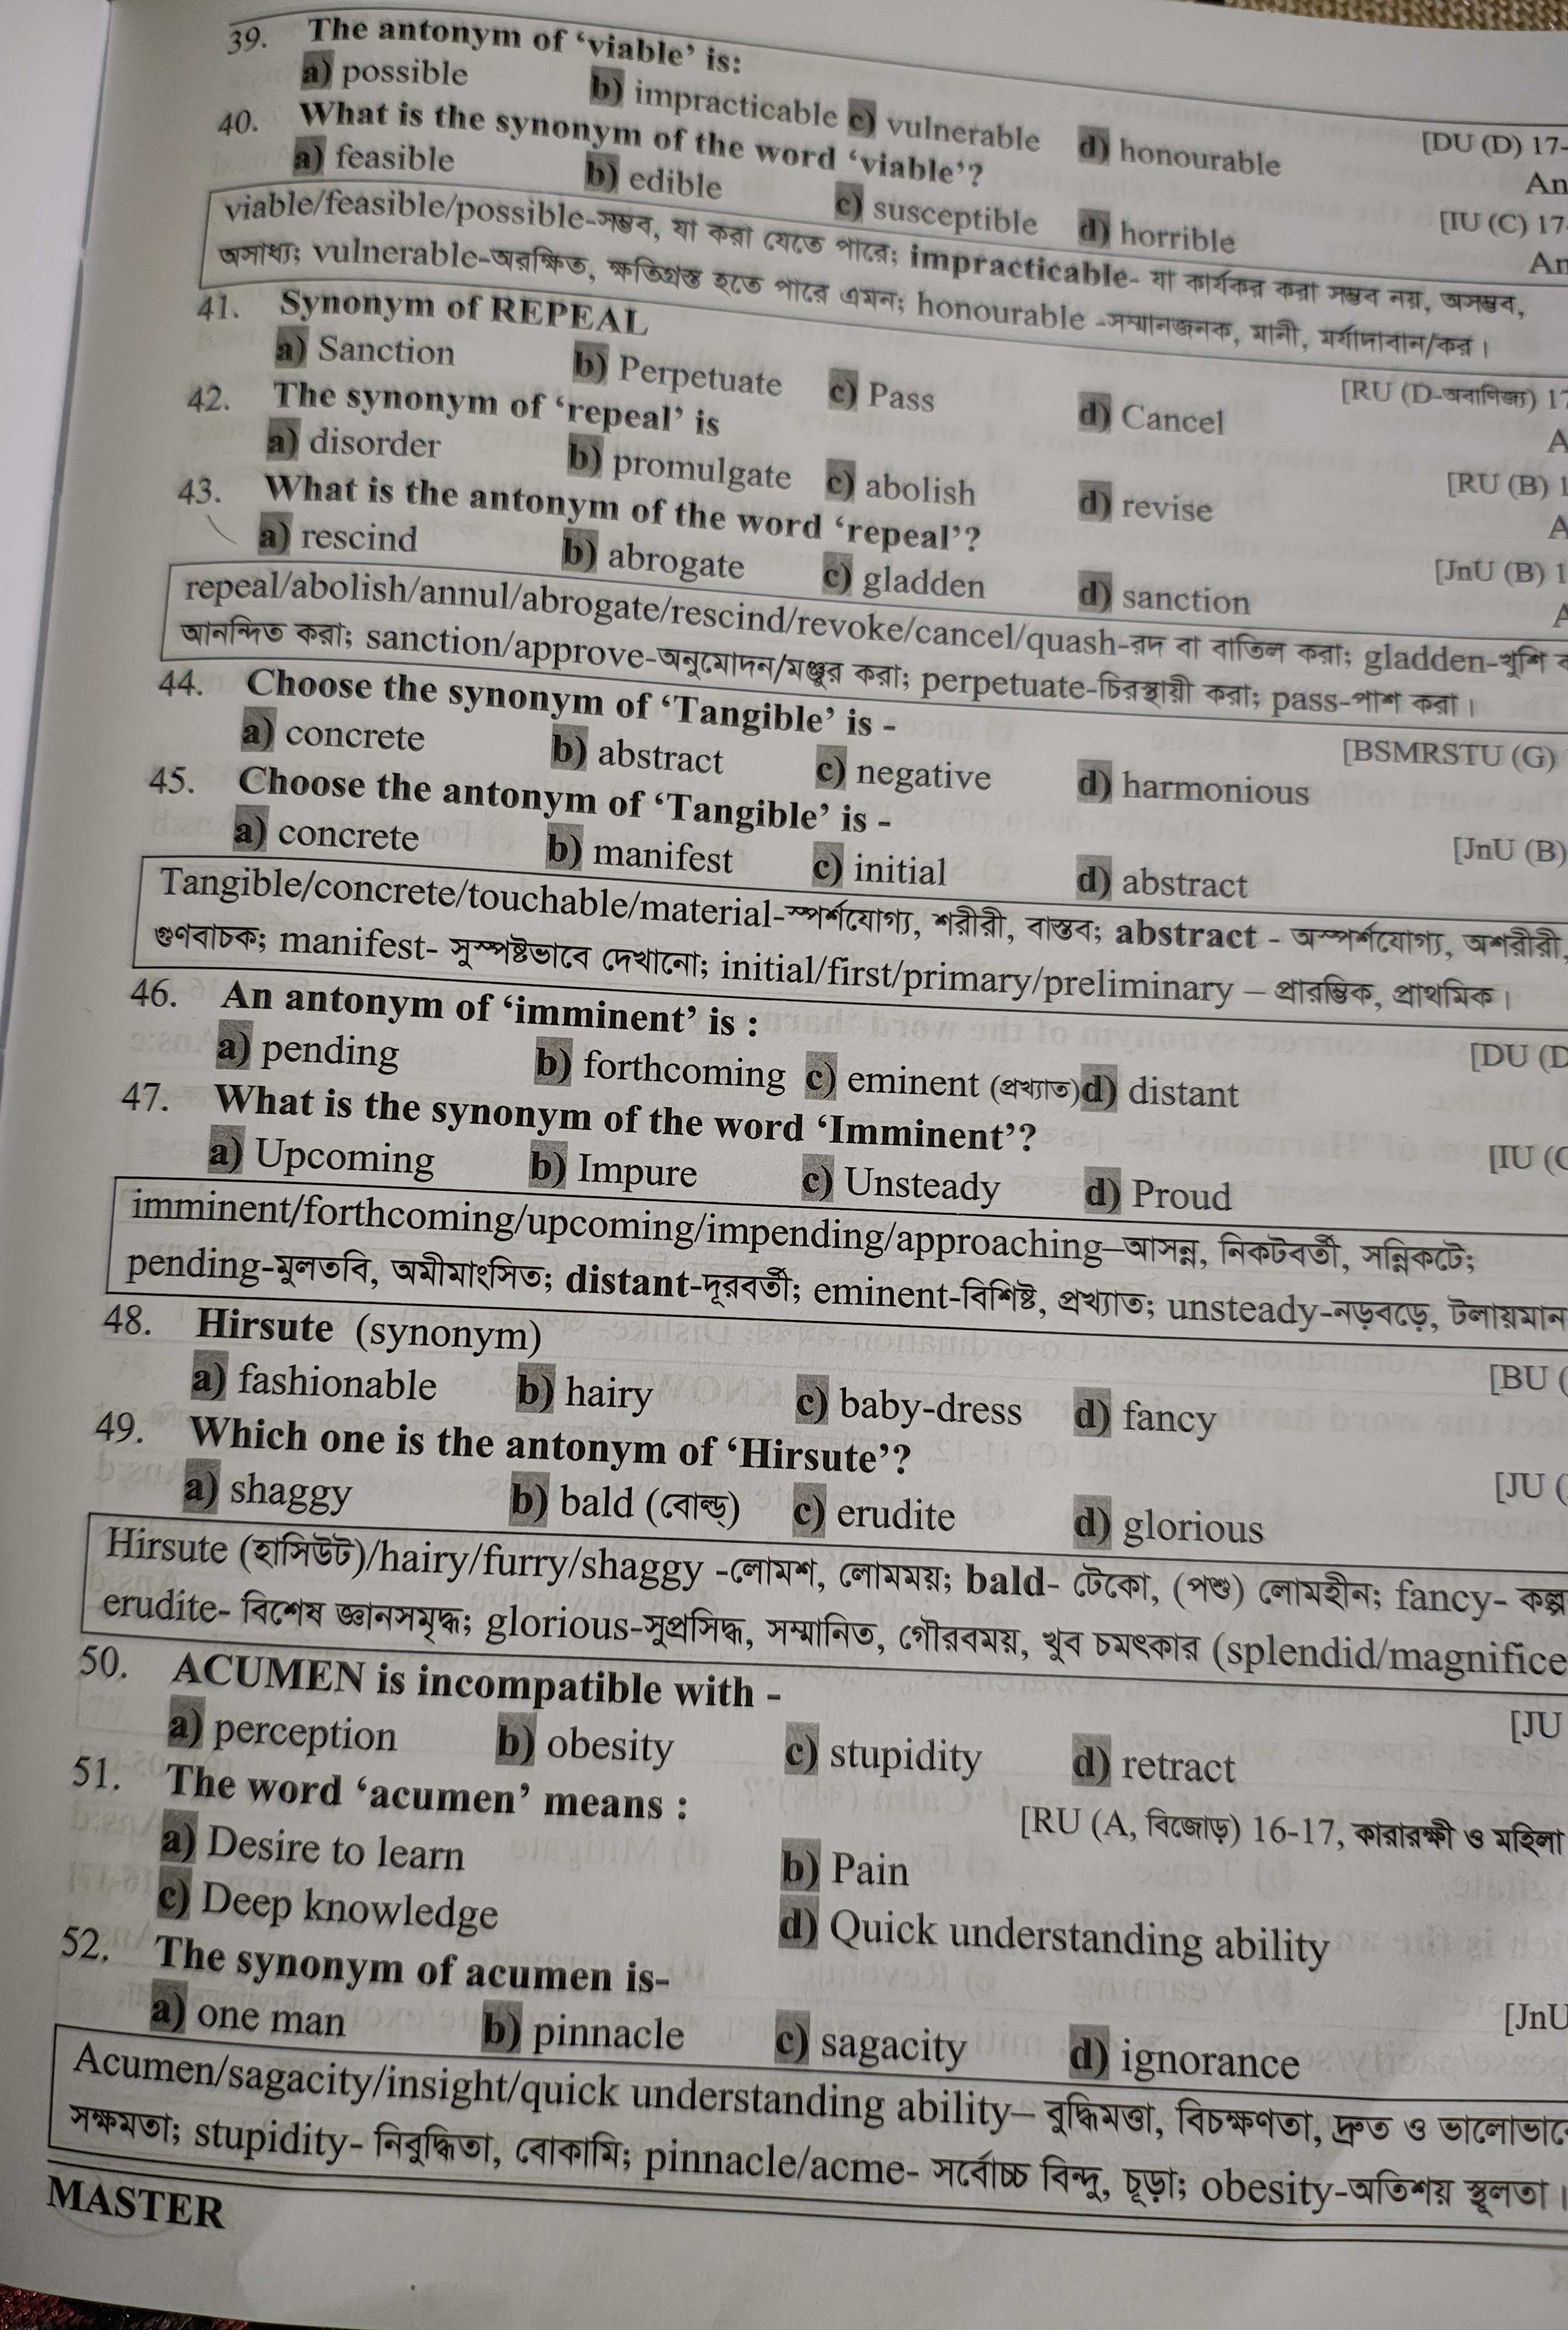 39. The antonym of ‘viable’ is:
[DU (D) 17-
a) possible b) impracticable c) vulnerable d) honourable
An
40. What is the synonym of the word ‘viable’?
[IU (C) 17-
a) feasible b) edible c) susceptible d) horrible
An
viable/feasible/possible-সম্ভব, যা করা যেতে পারে; impracticable- যা কার্যকর করা সম্ভব নয়, অসম্ভব,
অসাধ্য; vulnerable-অরক্ষিত, ক্ষতিগ্রস্ত হতে পারে এমন; honourable -সম্মানজনক, মানী, মর্যাদাবান/কর।
41. Synonym of REPEAL
[RU (D-অবাণিজ্য) 17
a) Sanction b) Perpetuate c) Pass d) Cancel
A
42. The synonym of ‘repeal’ is
[RU (B) 1
a) disorder b) promulgate c) abolish d) revise
A
43. What is the antonym of the word ‘repeal’?
[JnU (B) 1
a) rescind b) abrogate c) gladden d) sanction
A
repeal/abolish/annul/abrogate/rescind/revoke/cancel/quash-রদ বা বাতিল করা; gladden-খুশি
আনন্দিত করা; sanction/approve-অনুমোদন/মঞ্জুর করা; perpetuate-চিরস্থায়ী করা; pass-পাশ করা।
44. Choose the synonym of ‘Tangible’ is -
[BSMRSTU (G)
a) concrete b) abstract c) negative d) harmonious
45. Choose the antonym of ‘Tangible’ is -
[JnU (B)
a) concrete b) manifest c) initial d) abstract
Tangible/concrete/touchable/material-স্পর্শযোগ্য, শরীরী, বাস্তব; abstract - অস্পর্শযোগ্য, অশরীরী,
গুণবাচক; manifest- সুস্পষ্টভাবে দেখানো; initial/first/primary/preliminary – প্রারম্ভিক, প্রাথমিক।
46. An antonym of ‘imminent’ is :
[DU (D
a) pending b) forthcoming c) eminent (প্রখ্যাত) d) distant
47. What is the synonym of the word ‘Imminent’?
[IU (C
a) Upcoming b) Impure c) Unsteady d) Proud
imminent/forthcoming/upcoming/impending/approaching–আসন্ন, নিকটবর্তী, সন্নিকটে;
pending-মুলতবি, অমীমাংসিত; distant-দূরবর্তী; eminent-বিশিষ্ট, প্রখ্যাত; unsteady-নড়বড়ে, টলায়মান
48. Hirsute (synonym)
[BU (
a) fashionable b) hairy c) baby-dress d) fancy
49. Which one is the antonym of ‘Hirsute’?
[JU (
a) shaggy b) bald (বোল্ড্) c) erudite d) glorious
Hirsute (হাসিউট)/hairy/furry/shaggy -লোমশ, লোমময়; bald- টেকো, (পশু) লোমহীন; fancy- কল্প
erudite- বিশেষ জ্ঞানসমৃদ্ধ; glorious-সুপ্রসিদ্ধ, সম্মানিত, গৌরবময়, খুব চমৎকার (splendid/magnifice
50. ACUMEN is incompatible with -
[JU
a) perception b) obesity c) stupidity d) retract
51. The word ‘acumen’ means :
[RU (A, বিজোড়) 16-17, কারারক্ষী ও মহিলা
a) Desire to learn b) Pain
c) Deep knowledge d) Quick understanding ability
52. The synonym of acumen is-
[JnU
a) one man b) pinnacle c) sagacity d) ignorance
Acumen/sagacity/insight/quick understanding ability– বুদ্ধিমত্তা, বিচক্ষণতা, দ্রুত ও ভালোভাবে
সক্ষমতা; stupidity- নিবুদ্ধিতা, বোকামি; pinnacle/acme- সর্বোচ্চ বিন্দু, চূড়া; obesity-অতিশয় স্থূলতা।
MASTER